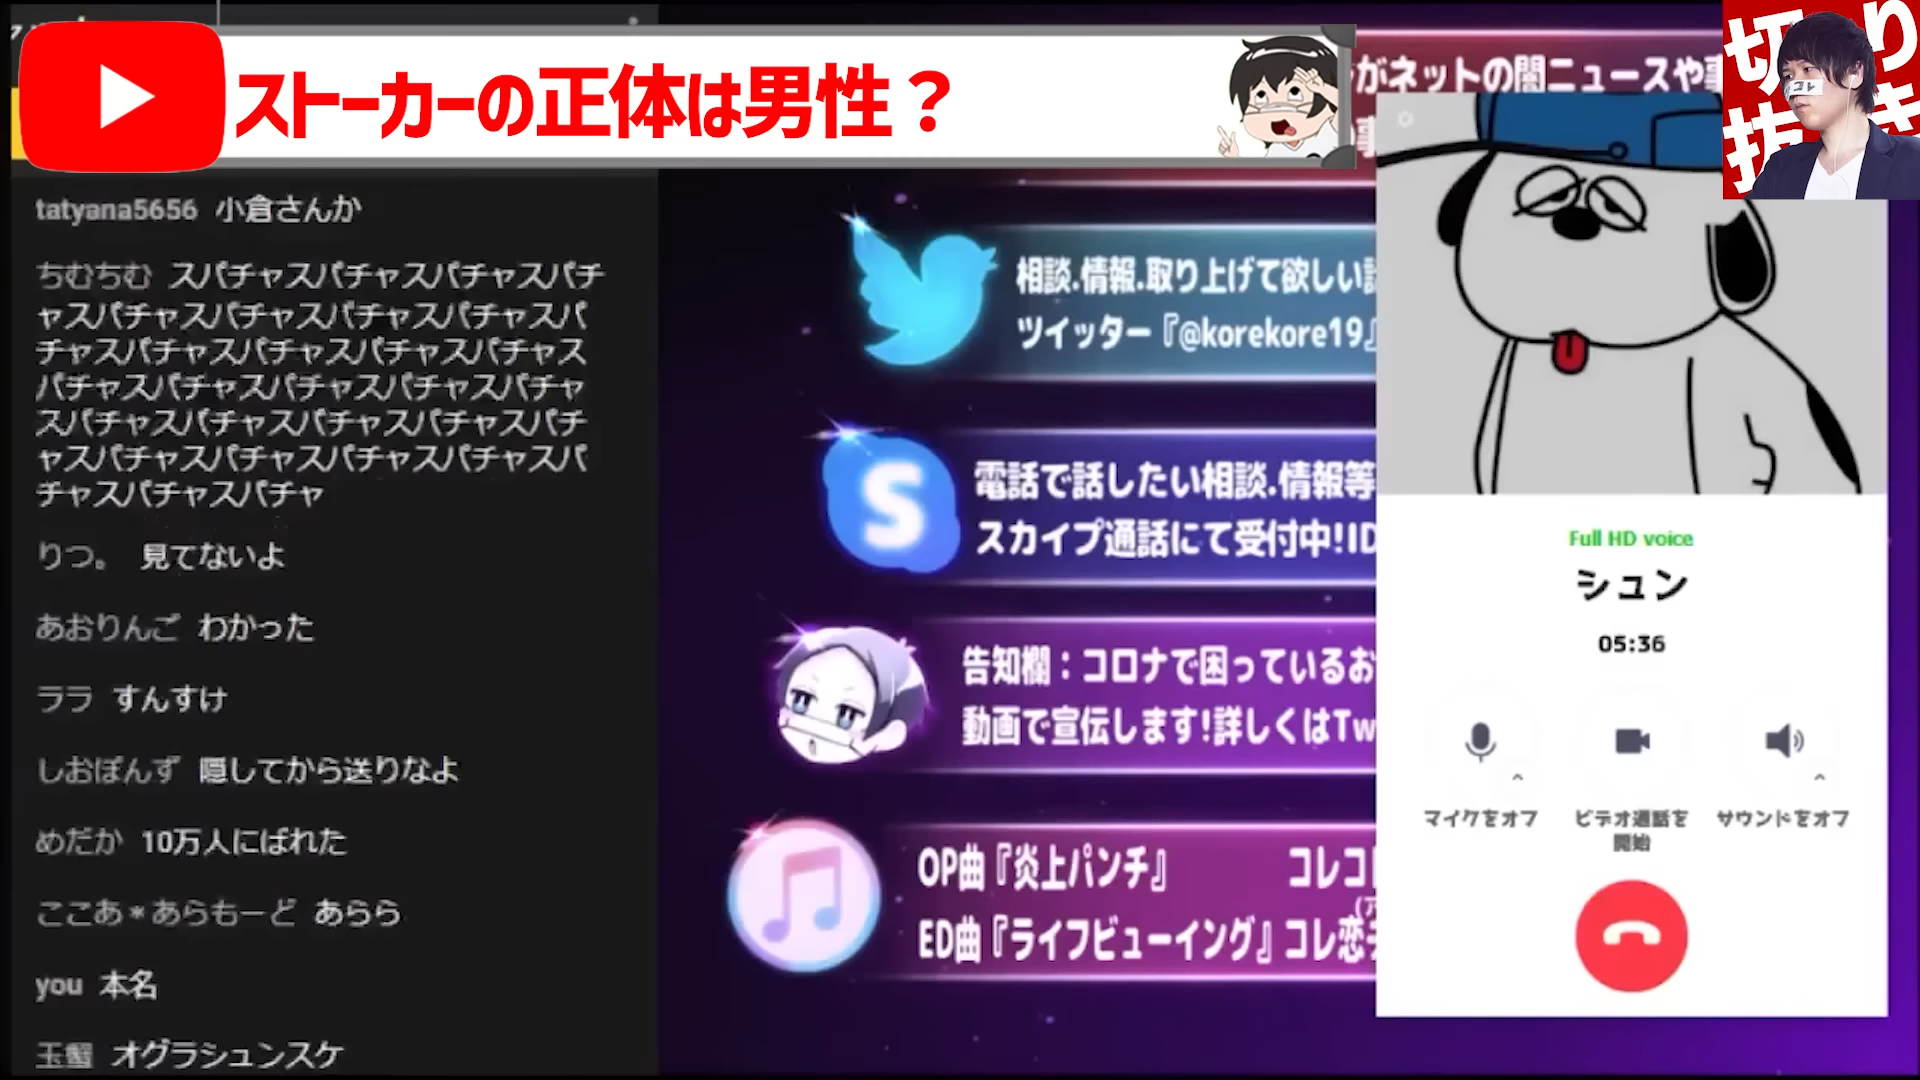 ストーカーの正体は男性？
切り抜き
コレ
がネットの闇ニュースや
tatyana5656 小倉さんか
ちむちむ スパチャスパチャスパチャスパチ
ャスパチャスパチャスパチャスパチャスパ
チャスパチャスパチャスパチャスパチャス
パチャスパチャスパチャスパチャスパチャ
スパチャスパチャスパチャスパチャスパチ
ャスパチャスパチャスパチャスパチャスパ
チャスパチャスパチャ
りつ。 見てないよ
あおりんご わかった
ララ すんすけ
しおぽんず 隠してから送りなよ
めだか 10万人にばれた
ここあ*あらもーど あらら
you 本名
玉蟹 オグラシュンスケ
相談.情報.取り上げて欲しい
ツイッター『@korekore19』
S
電話で話したい相談.情報等
スカイプ通話にて受付中!ID
告知欄：コロナで困っているお
動画で宣伝します!詳しくはTw
OP曲『炎上パンチ』 コレコレ
ED曲『ライフビューイング』コレ恋
Full HD voice
シュン
05:36
マイクをオフ
ビデオ通話を
開始
サウンドをオフ